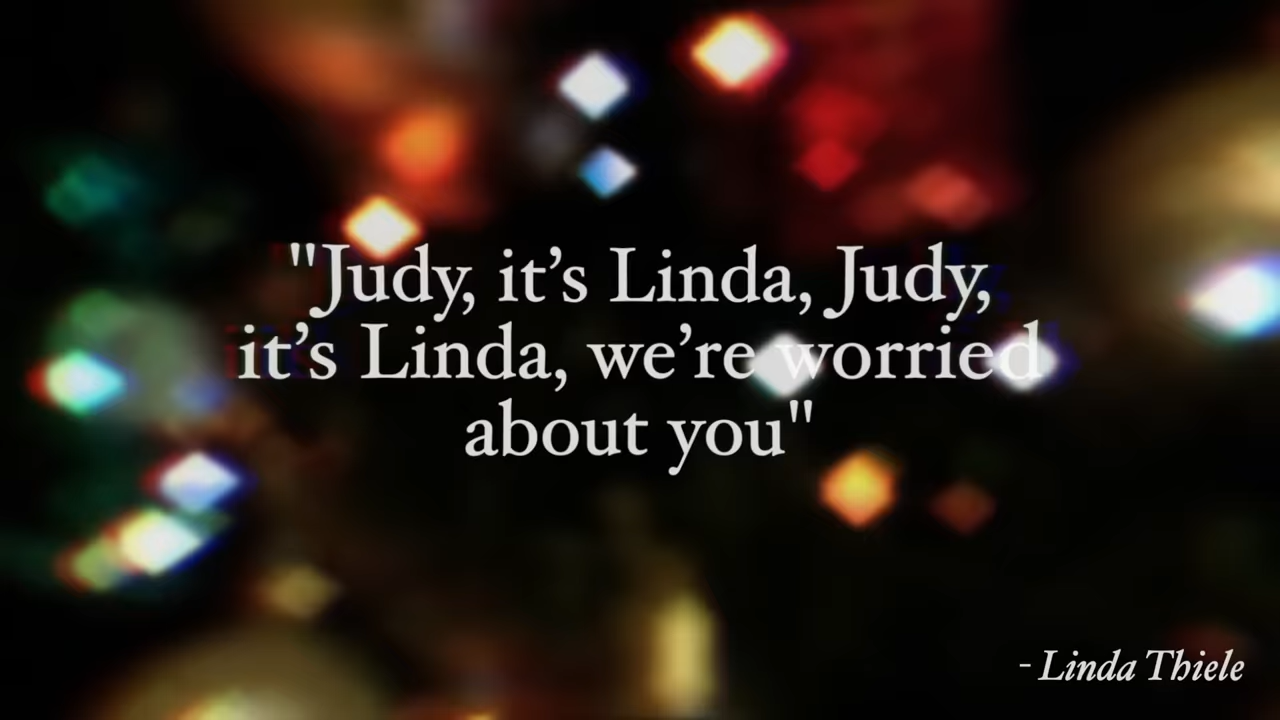 "Judy, it’s Linda, Judy,
it’s Linda, we’re worried
about you"
- Linda Thiele